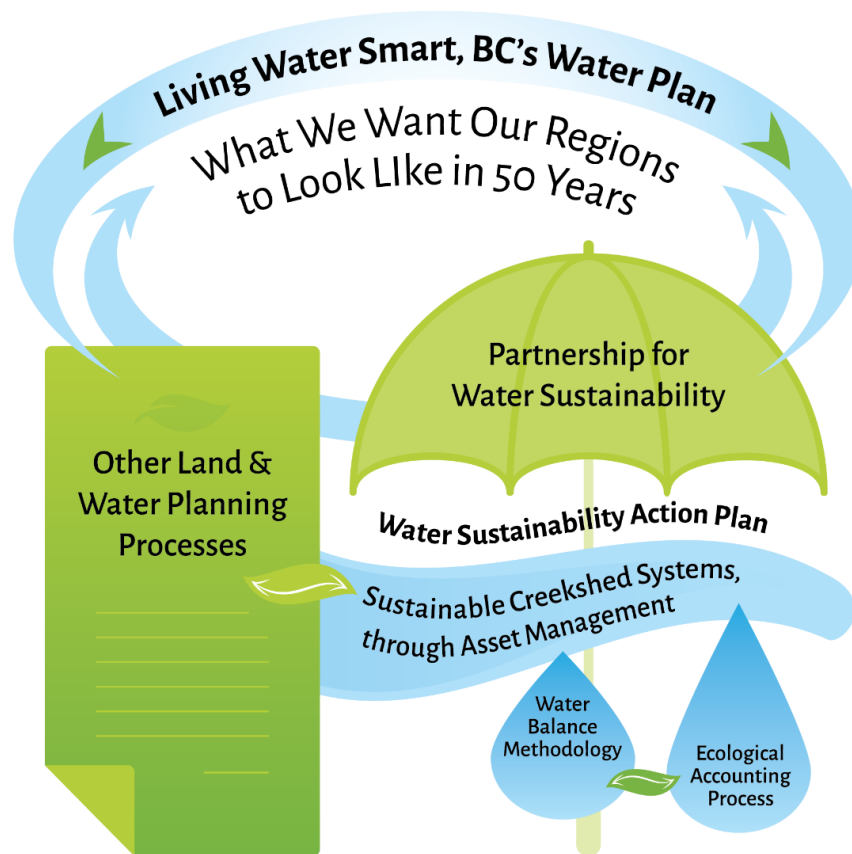 Living Water Smart, BC's Water Plan
What We Want Our Regions
to Look LIke in 50 Years
Partnership for
Water Sustainability
Other Land &
Water Planning
Processes
Water Sustainability Action Plan
Sustainable Creekshed Systems,
through Asset Management
Water
Balance
Methodology
Ecological
Accounting
Process